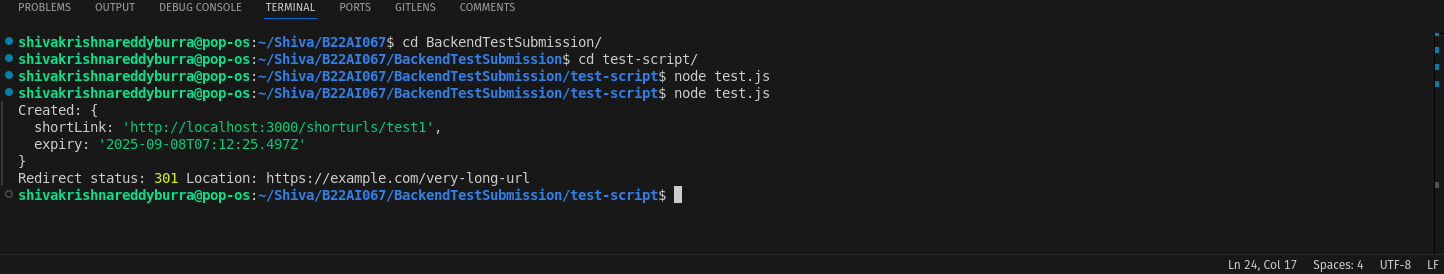 PROBLEMS OUTPUT DEBUG CONSOLE TERMINAL PORTS GITLENS COMMENTS
shivakrishnareddyburra@pop-os:~/Shiva/B22AI067$ cd BackendTestSubmission/
shivakrishnareddyburra@pop-os:~/Shiva/B22AI067/BackendTestSubmission$ cd test-script/
shivakrishnareddyburra@pop-os:~/Shiva/B22AI067/BackendTestSubmission/test-script$ node test.js
shivakrishnareddyburra@pop-os:~/Shiva/B22AI067/BackendTestSubmission/test-script$ node test.js
Created: {
  shortLink: 'http://localhost:3000/shorturls/test1',
  expiry: '2025-09-08T07:12:25.497Z'
}
Redirect status: 301 Location: https://example.com/very-long-url
shivakrishnareddyburra@pop-os:~/Shiva/B22AI067/BackendTestSubmission/test-script$
Ln 24, Col 17 Spaces: 4 UTF-8 LF